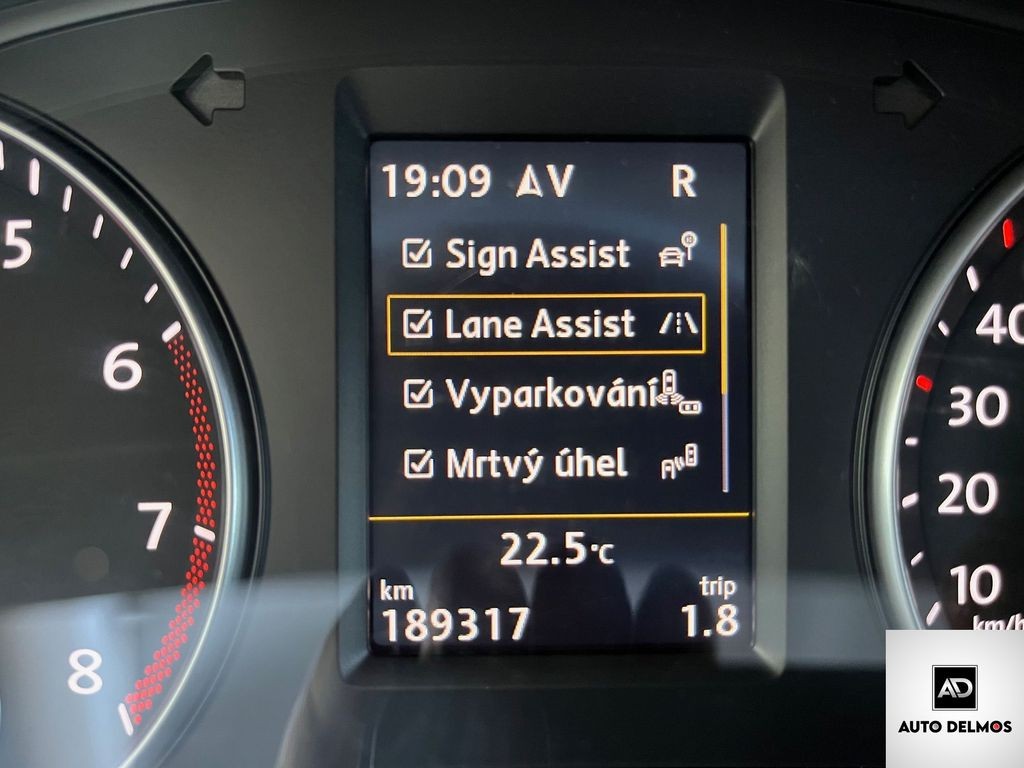 19:09 V R
Sign Assist
Lane Assist
Vyparkování
Mrtvý úhel
22.5°C
km trip
189317 1.8
5
6
7
8
40
30
20
10
km/h
AD
AUTO DELMOS